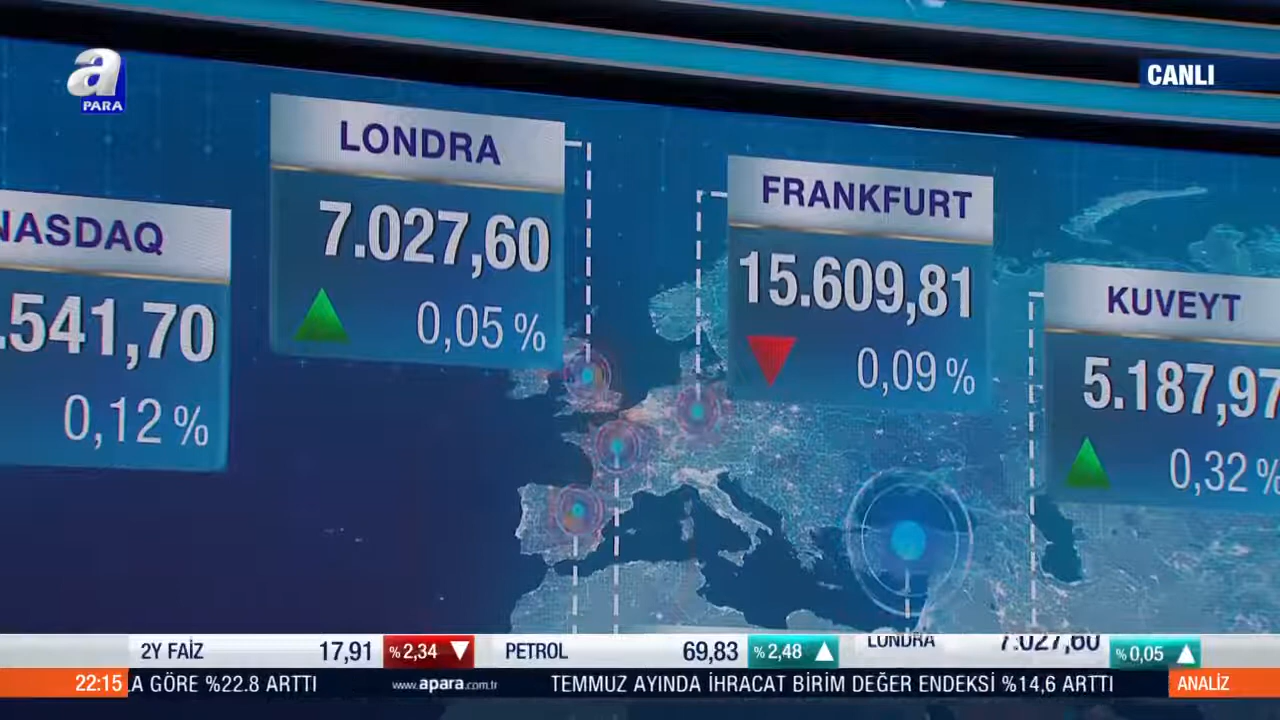 a
PARA
CANLI
LONDRA
7.027,60
0,05 %
FRANKFURT
15.609,81
0,09 %
NASDAQ
.541,70
0,12 %
KUVEYT
5.187,97
0,32 %
2Y FAİZ 17,91 %2,34 PETROL 69,83 %2,48 LONDRA 7.027,60 %0,05
22:15 .A GÖRE %22.8 ARTTI www.apara.com.tr TEMMUZ AYINDA İHRACAT BİRİM DEĞER ENDEKSİ %14,6 ARTTI ANALİZ